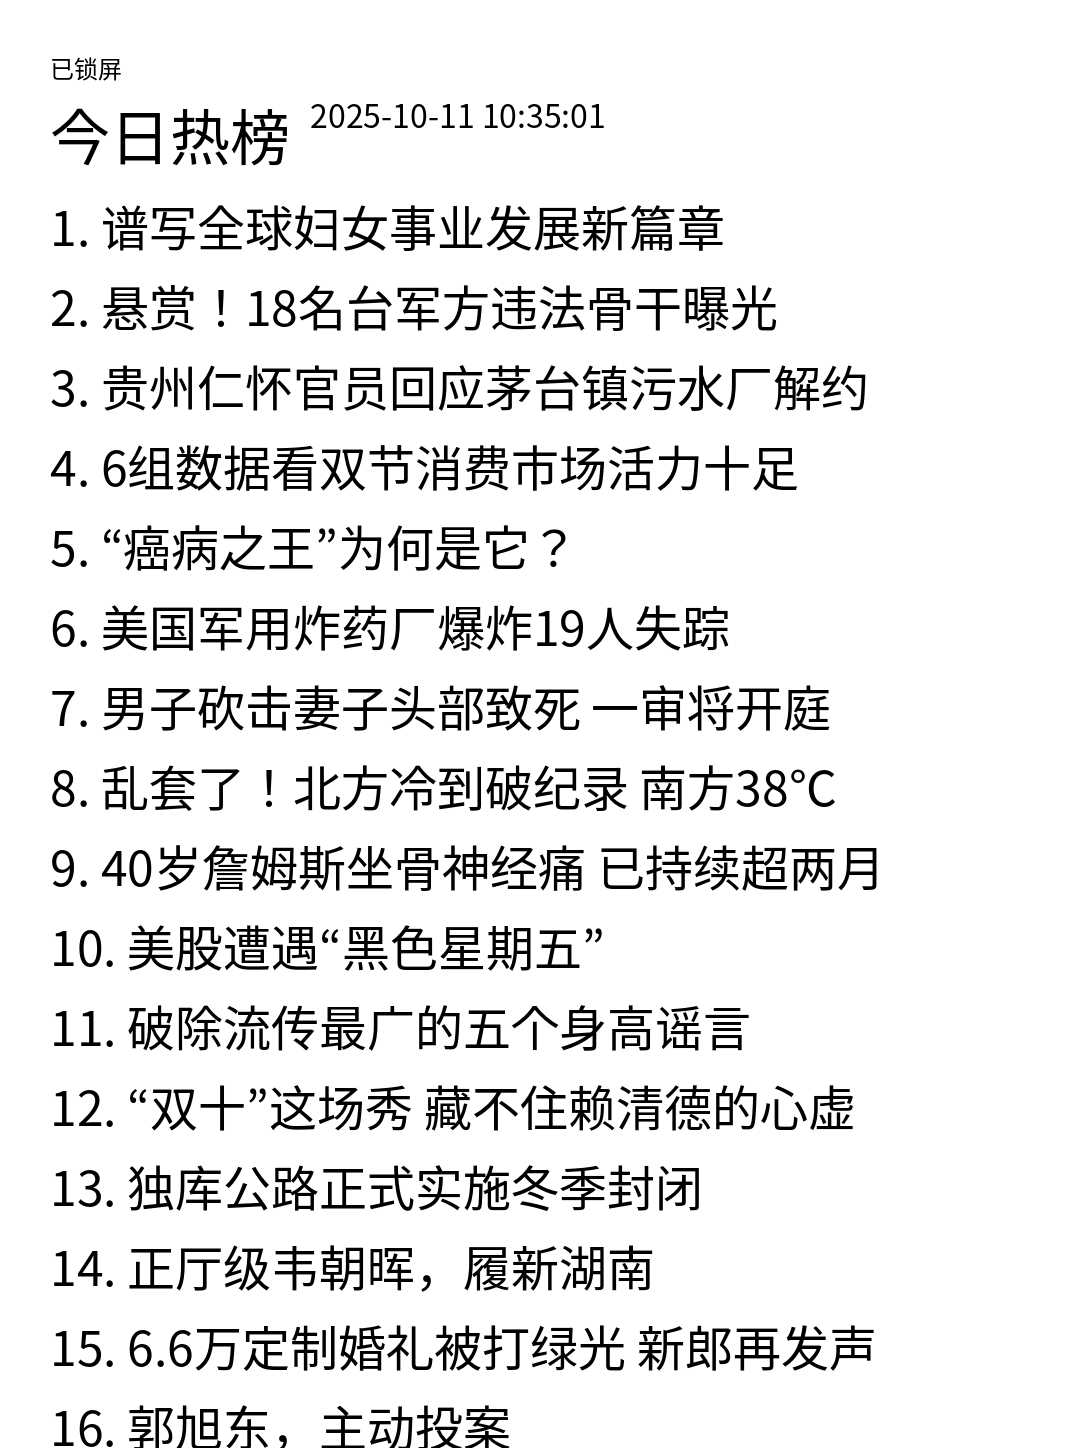 已锁屏
今日热榜 2025-10-11 10:35:01
1. 谱写全球妇女事业发展新篇章
2. 悬赏！18名台军方违法骨干曝光
3. 贵州仁怀官员回应茅台镇污水厂解约
4. 6组数据看双节消费市场活力十足
5. “癌病之王”为何是它？
6. 美国军用炸药厂爆炸19人失踪
7. 男子砍击妻子头部致死 一审将开庭
8. 乱套了！北方冷到破纪录 南方38℃
9. 40岁詹姆斯坐骨神经痛 已持续超两月
10. 美股遭遇“黑色星期五”
11. 破除流传最广的五个身高谣言
12. “双十”这场秀 藏不住赖清德的心虚
13. 独库公路正式实施冬季封闭
14. 正厅级韦朝晖，履新湖南
15. 6.6万定制婚礼被打绿光 新郎再发声
16. 郭旭东，主动投案